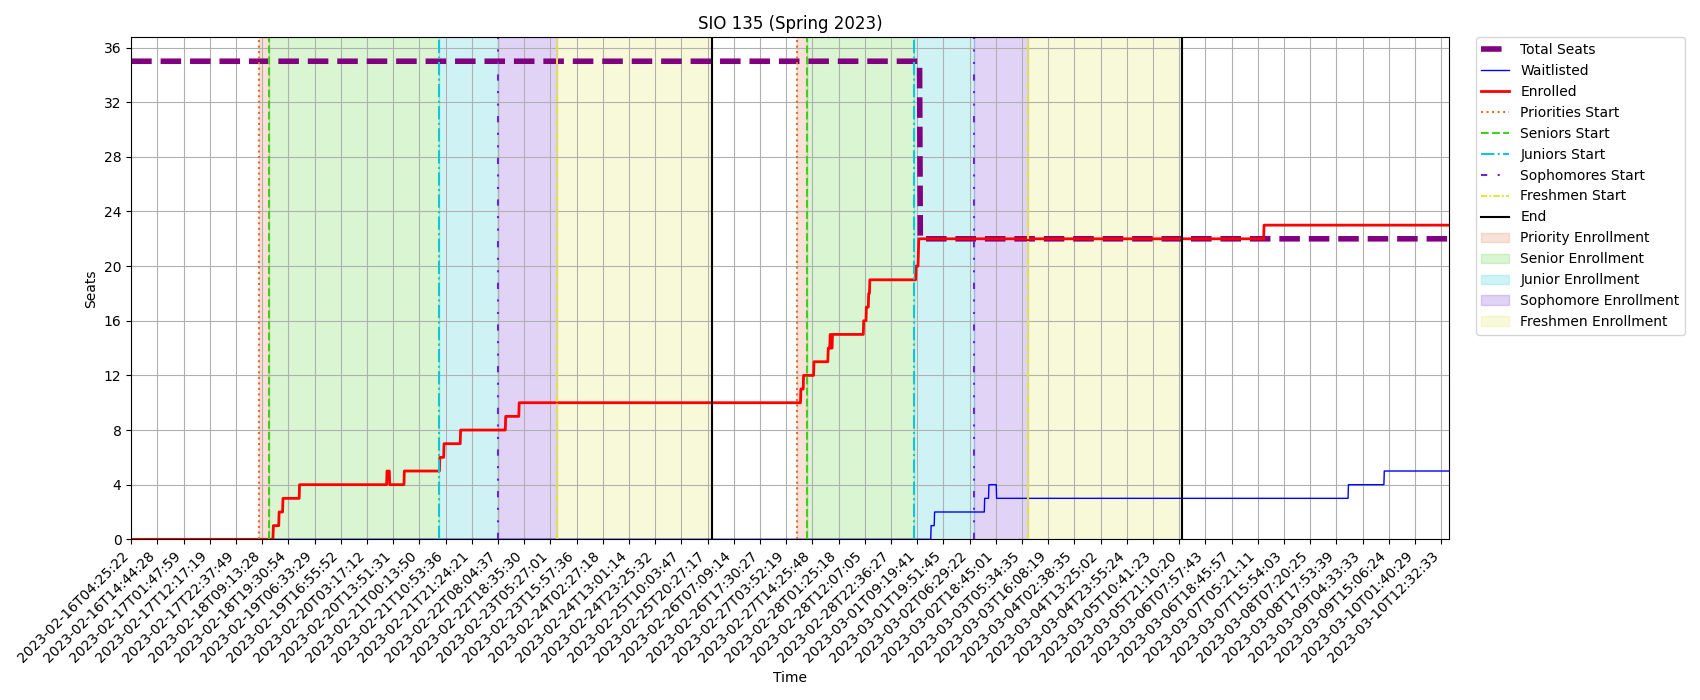 SIO 135 (Spring 2023)
Seats
36
32
28
24
20
16
12
8
4
0
2023-02-16T04:25:22
2023-02-16T14:44:28
2023-02-17T01:47:59
2023-02-17T12:17:19
2023-02-17T22:37:49
2023-02-18T09:13:28
2023-02-18T19:30:54
2023-02-19T06:33:29
2023-02-19T16:55:52
2023-02-20T03:17:12
2023-02-20T13:51:31
2023-02-21T00:13:50
2023-02-21T10:53:36
2023-02-21T21:24:21
2023-02-22T08:04:37
2023-02-22T18:35:30
2023-02-23T05:27:01
2023-02-23T15:57:36
2023-02-24T02:27:18
2023-02-24T13:01:14
2023-02-24T23:25:32
2023-02-25T10:03:47
2023-02-25T20:27:17
2023-02-26T07:09:14
2023-02-26T17:30:27
2023-02-27T03:52:19
2023-02-27T14:25:48
2023-02-28T01:25:18
2023-02-28T12:07:05
2023-02-28T22:36:27
2023-03-01T09:19:41
2023-03-01T19:51:45
2023-03-02T06:29:22
2023-03-02T18:45:01
2023-03-03T05:34:35
2023-03-03T16:08:19
2023-03-04T02:38:35
2023-03-04T13:25:02
2023-03-04T23:55:24
2023-03-05T10:41:23
2023-03-05T21:10:20
2023-03-06T07:57:43
2023-03-06T18:45:57
2023-03-07T05:21:11
2023-03-07T15:54:03
2023-03-08T07:20:25
2023-03-08T17:53:39
2023-03-09T04:33:33
2023-03-09T15:06:24
2023-03-10T01:40:29
2023-03-10T12:32:33
Time
Total Seats
Waitlisted
Enrolled
Priorities Start
Seniors Start
Juniors Start
Sophomores Start
Freshmen Start
End
Priority Enrollment
Senior Enrollment
Junior Enrollment
Sophomore Enrollment
Freshmen Enrollment